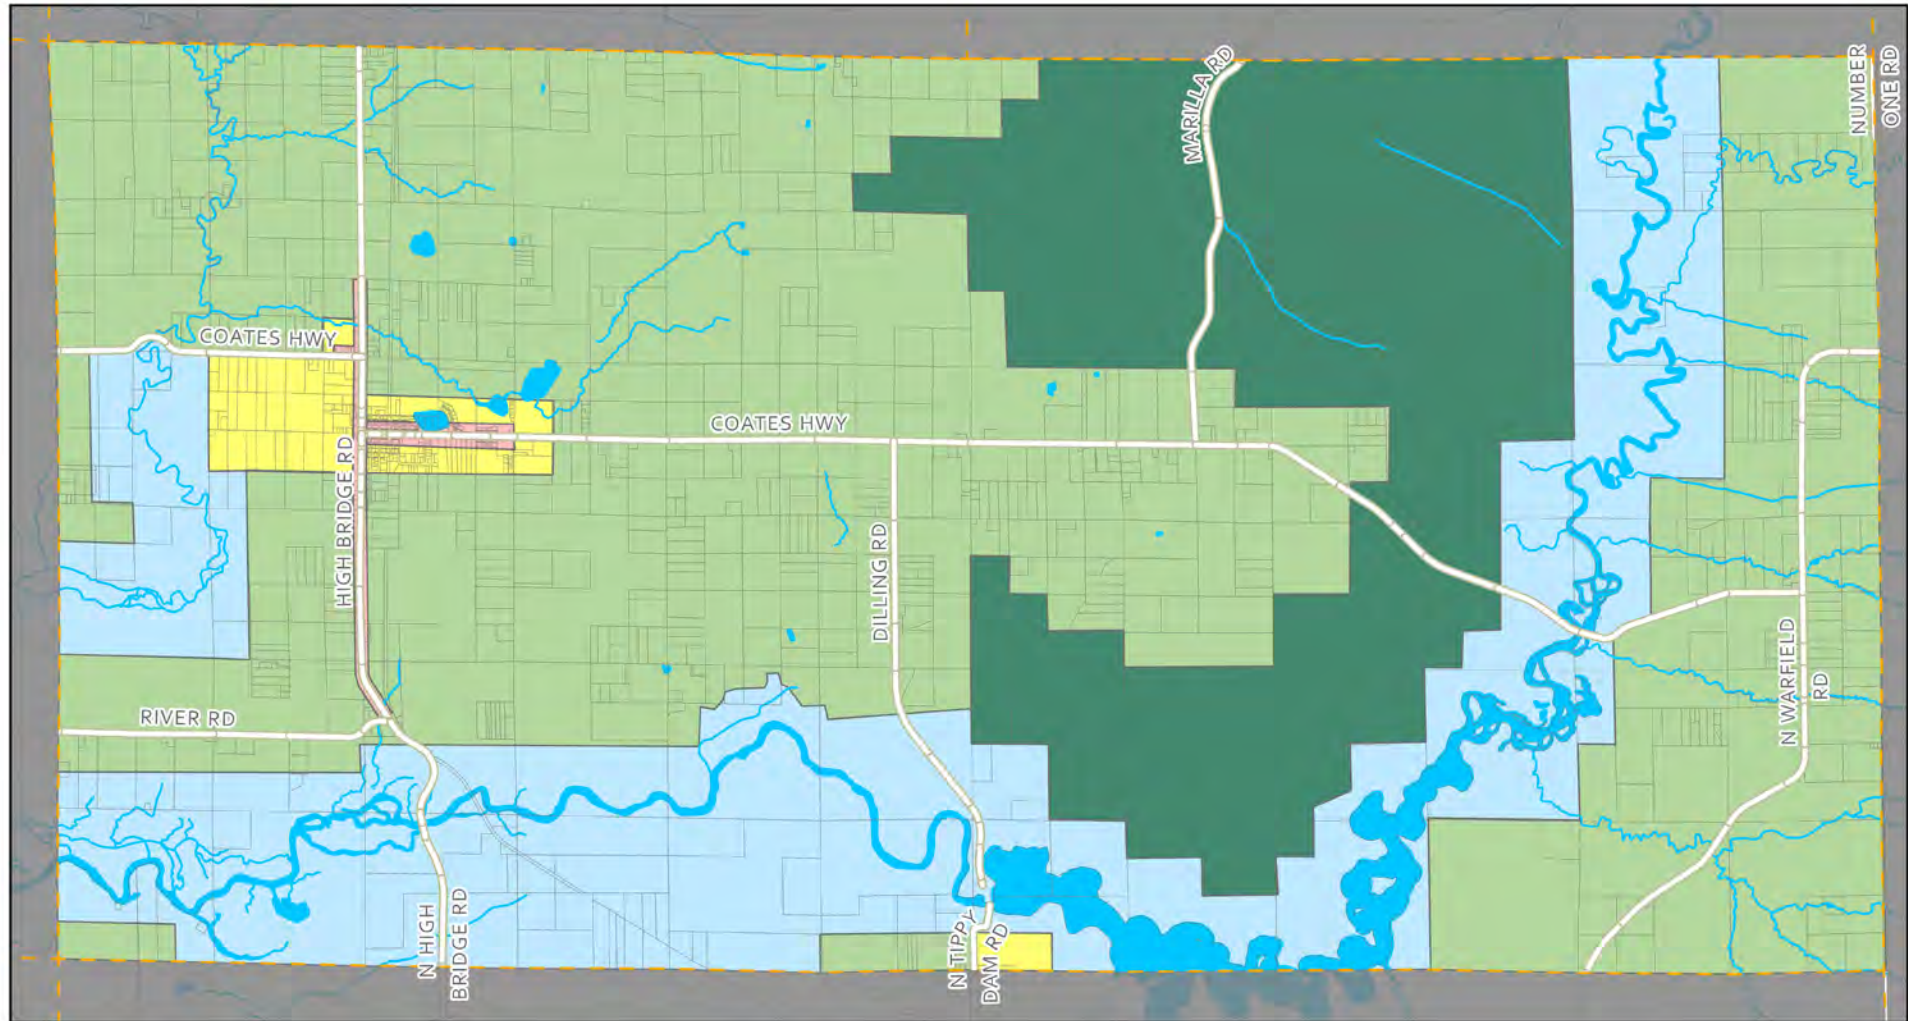 NUMBER
ONE RD
MARILLA RD
COATES HWY
COATES HWY
HIGH BRIDGE RD
DILLING RD
N WARFIELD
RD
RIVER RD
N HIGH
BRIDGE RD
N TIPPY
DAM RD